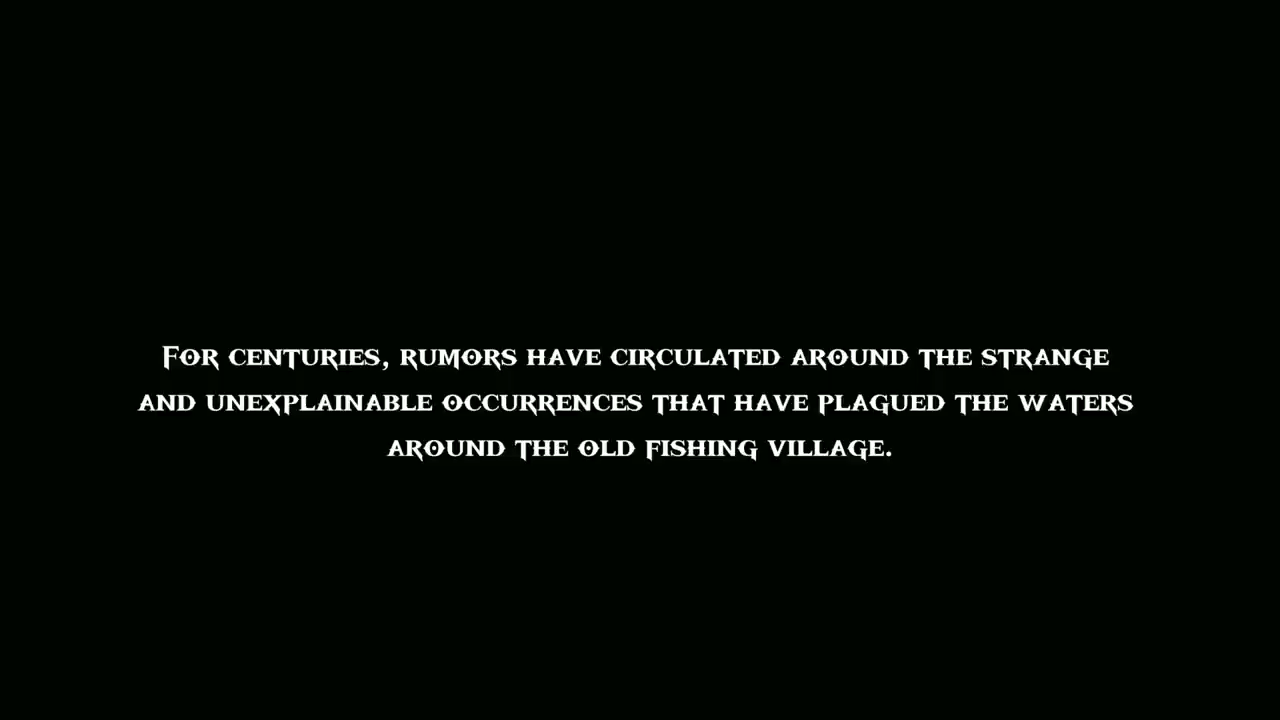 For centuries, rumors have circulated around the strange
and unexplainable occurrences that have plagued the waters
around the old fishing village.